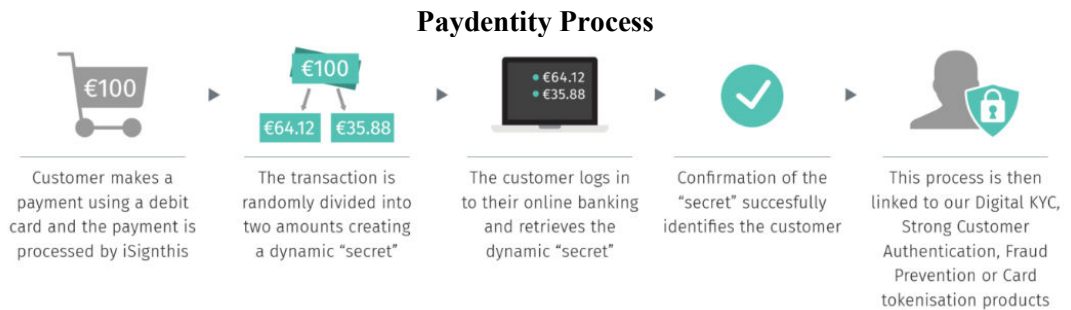 Paydentity Process
€100
€100
€64.12
€35.88
€64.12
€35.88
Customer makes a
payment using a debit
card and the payment is
processed by iSignthis
The transaction is
randomly divided into
two amounts creating
a dynamic “secret”
The customer logs in
to their online banking
and retrieves the
dynamic “secret”
Confirmation of the
“secret” succesfully
identifies the customer
This process is then
linked to our Digital KYC,
Strong Customer
Authentication, Fraud
Prevention or Card
tokenisation products